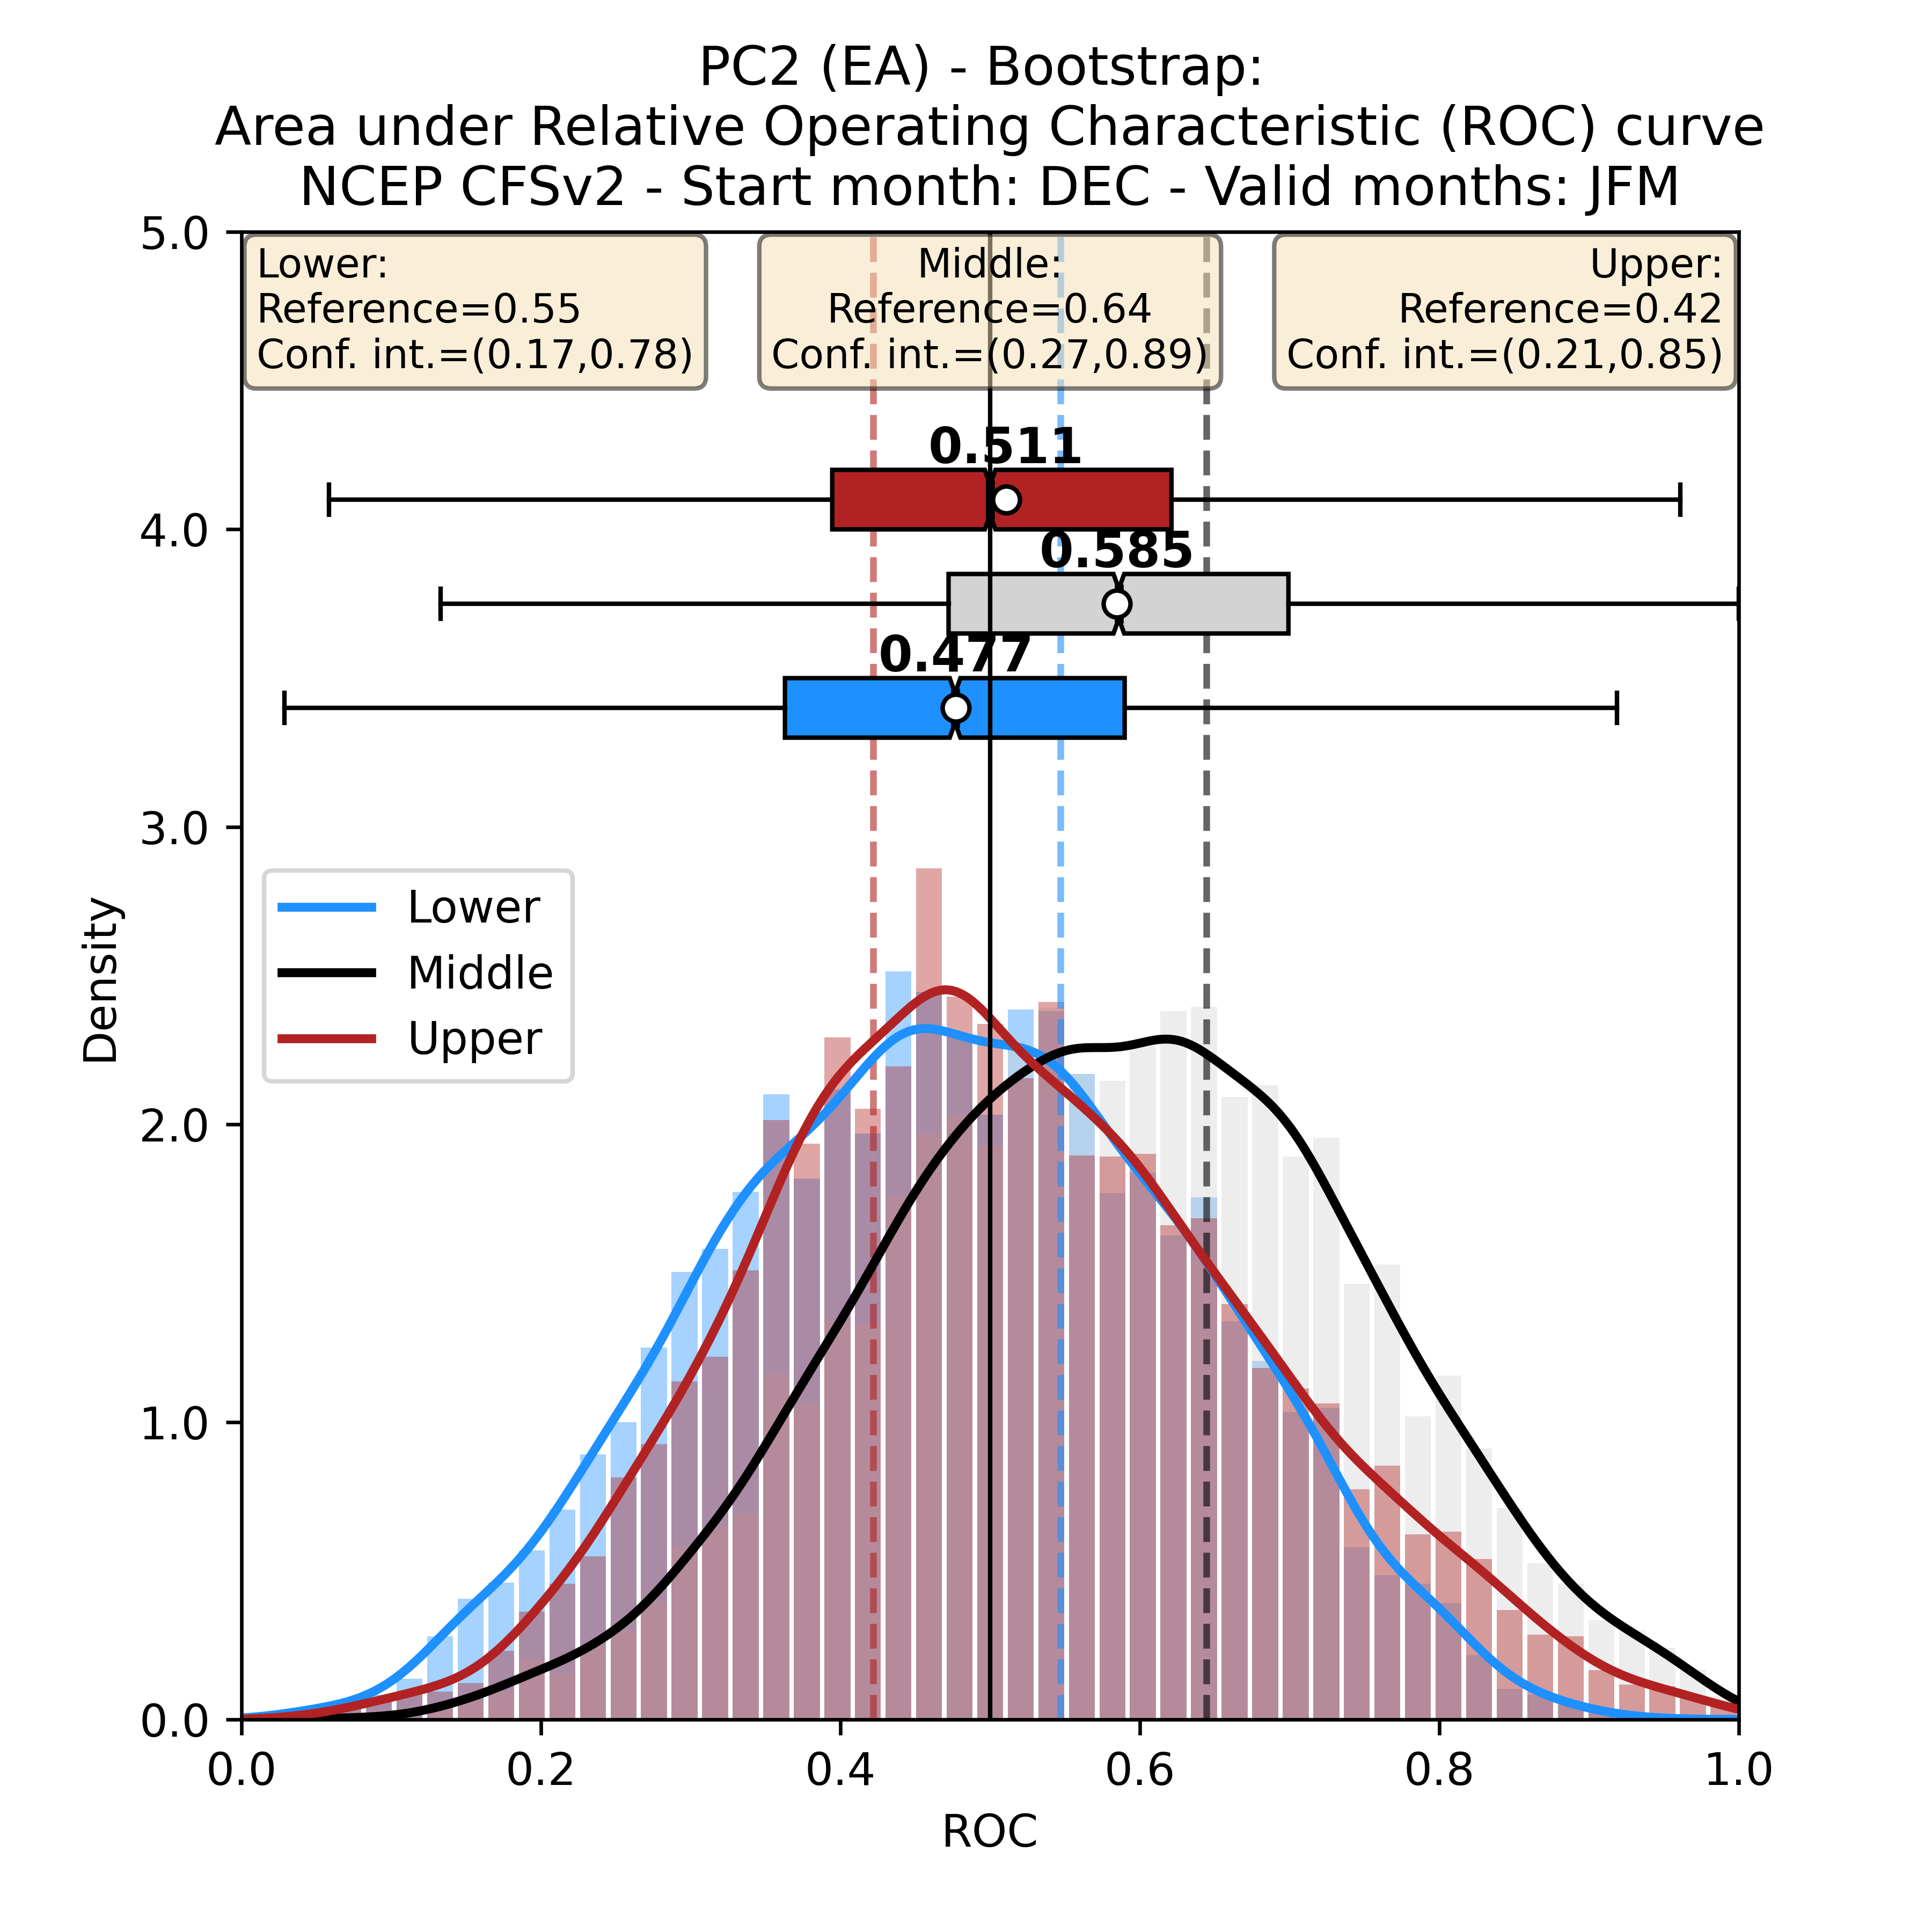 PC2 (EA) - Bootstrap:
Area under Relative Operating Characteristic (ROC) curve
NCEP CFSv2 - Start month: DEC - Valid months: JFM
5.0
Lower:
Reference=0.55
Conf. int.=(0.17,0.78)
Middle:
Reference=0.64
Conf. int.=(0.27,0.89)
Upper:
Reference=0.42
Conf. int.=(0.21,0.85)
0.511
4.0
0.585
0.477
3.0
Lower
Middle
Upper
Density
2.0
1.0
0.0
0.0 0.2 0.4 0.6 0.8 1.0
ROC